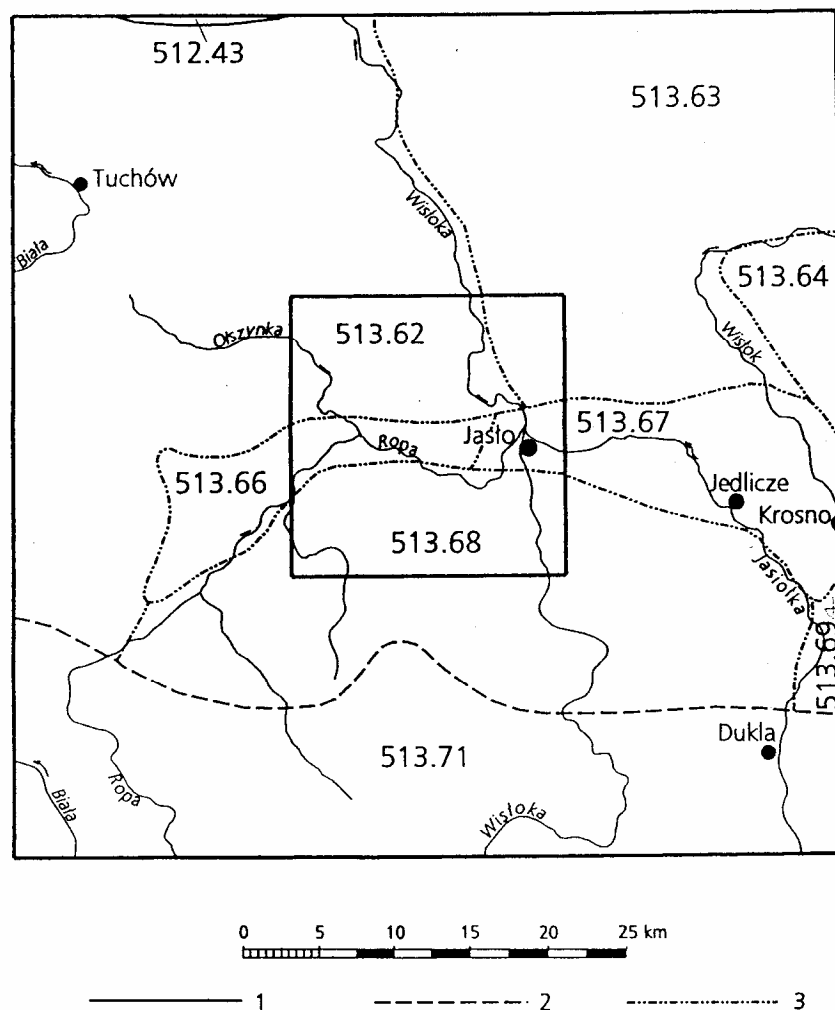 512.43
513.63
Tuchów
Wisłoka
Biała
513.64
Olszynka
513.62
Wisłok
513.67
Jasło
Ropa
513.66
Jedlicze
Krosno
513.68
Jasiołka
513.69
Dukla
513.71
Ropa
Biała
Wisłoka
0 5 10 15 20 25 km
1 2 3